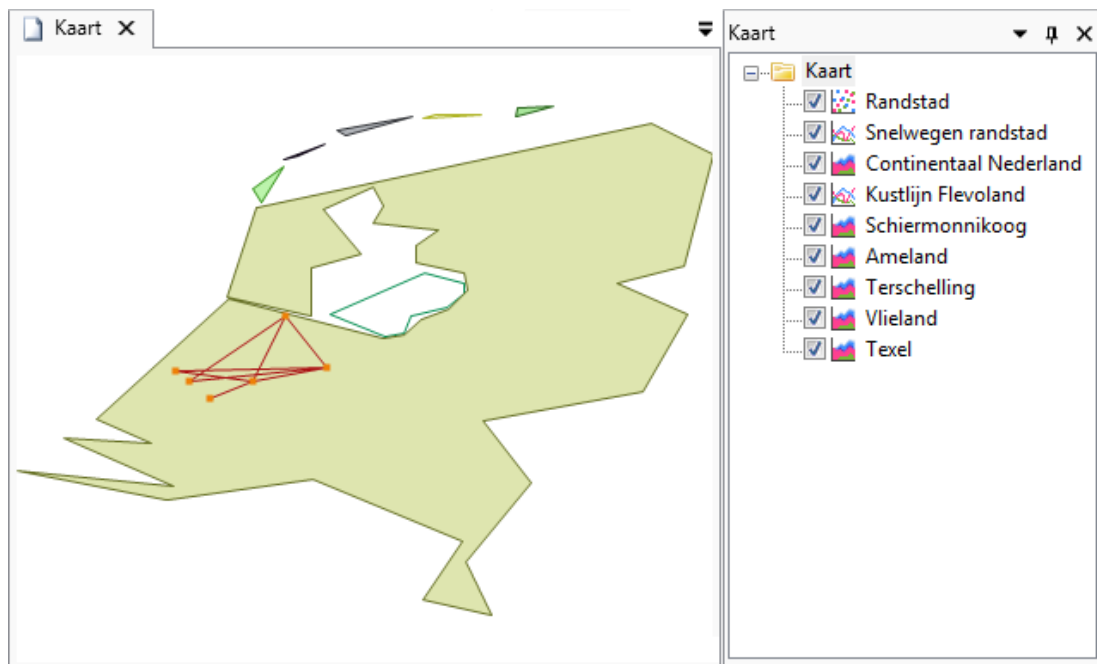 Kaart
Kaart
Kaart
Randstad
Snelwegen randstad
Continentaal Nederland
Kustlijn Flevoland
Schiermonnikoog
Ameland
Terschelling
Vlieland
Texel